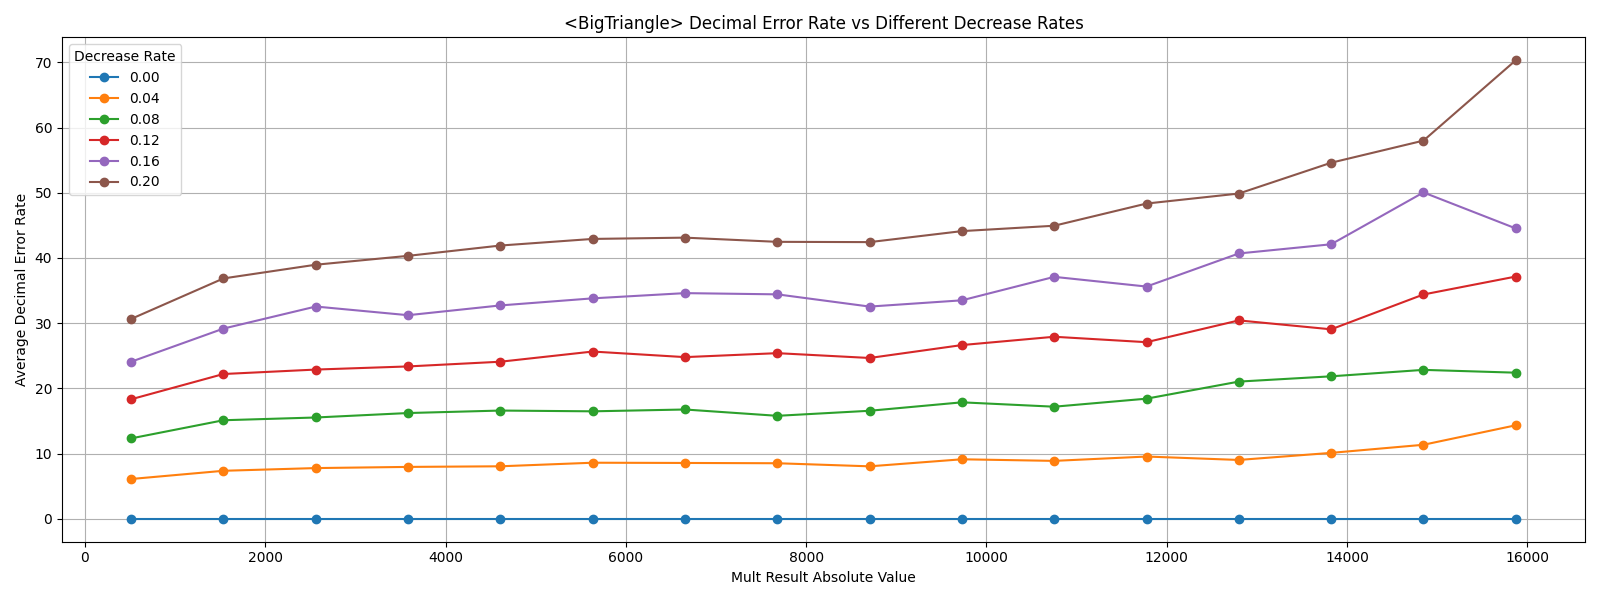 <BigTriangle> Decimal Error Rate vs Different Decrease Rates
Decrease Rate
0.00
0.04
0.08
0.12
0.16
0.20
Average Decimal Error Rate
70
60
50
40
30
20
10
0
0 2000 4000 6000 8000 10000 12000 14000 16000
Mult Result Absolute Value